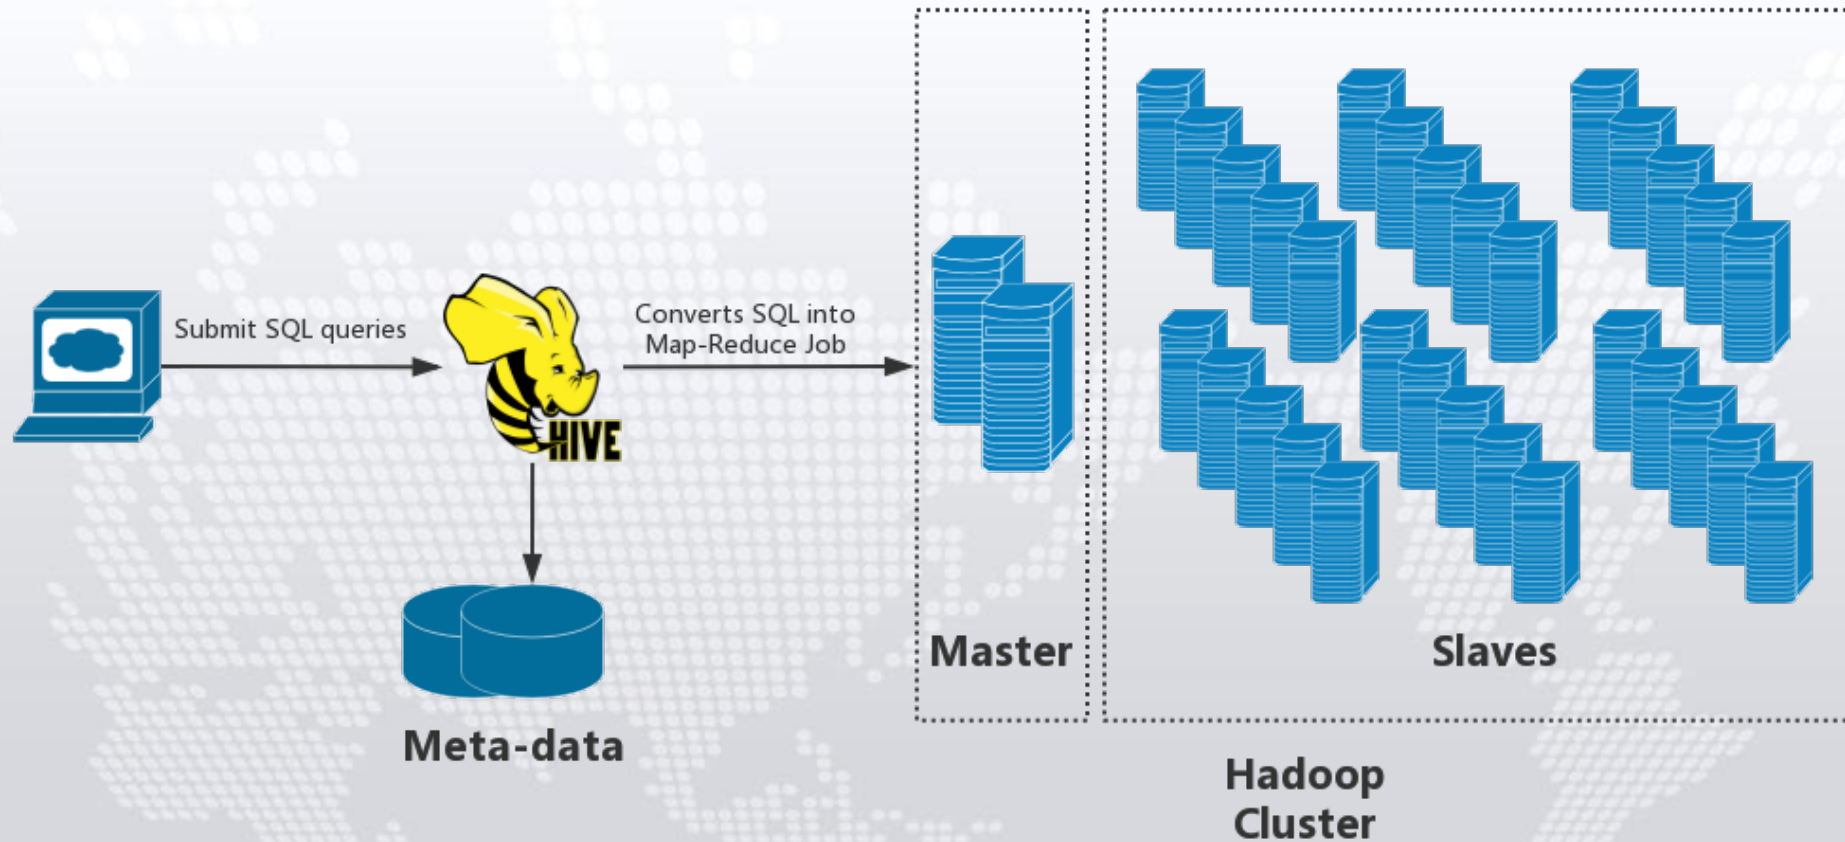 Submit SQL queries
Converts SQL into
Map-Reduce Job
HIVE
Master
Slaves
Meta-data
Hadoop
Cluster